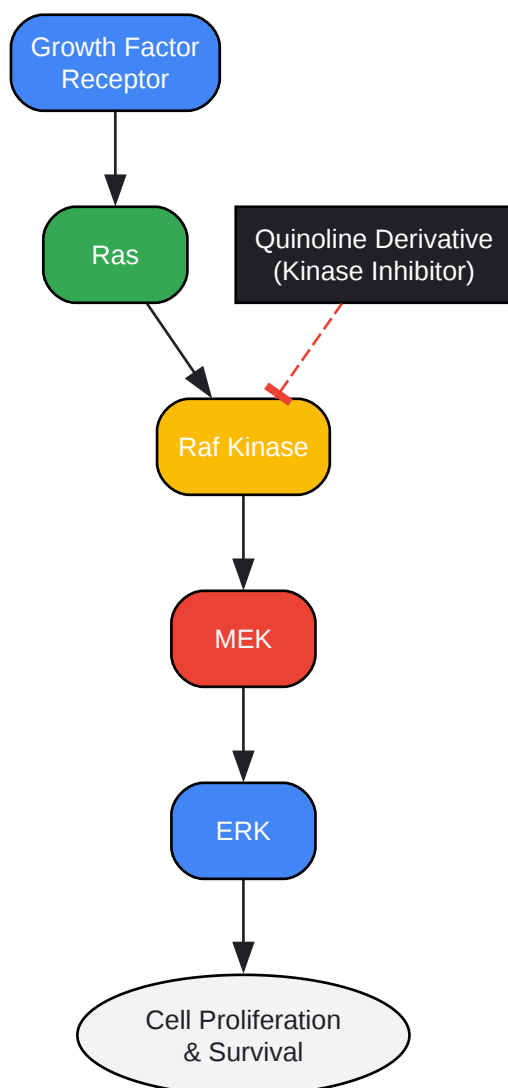 Growth Factor
Receptor
Ras
Quinoline Derivative
(Kinase Inhibitor)
Raf Kinase
MEK
ERK
Cell Proliferation
& Survival